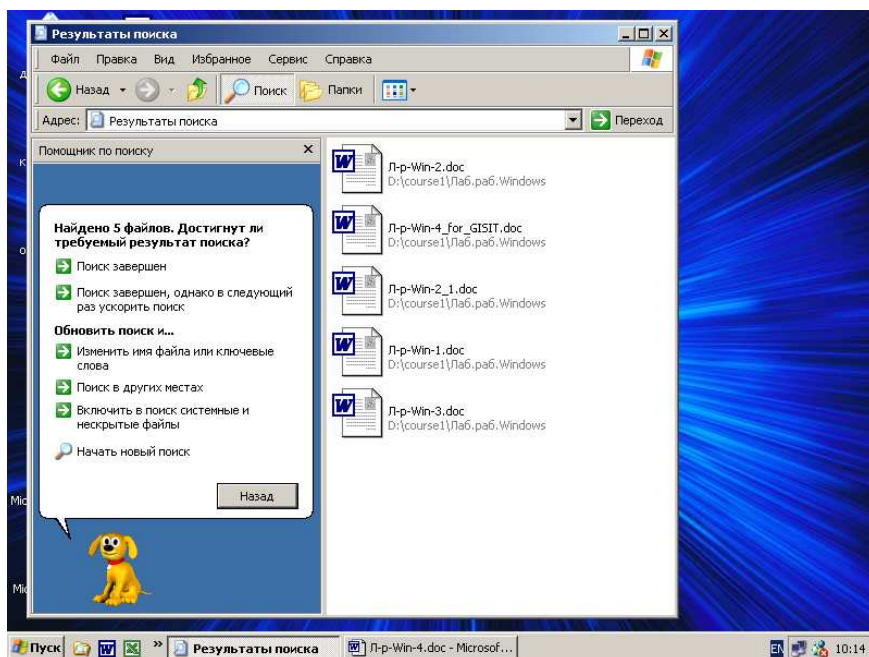 Результаты поиска
Файл Правка Вид Избранное Сервис Справка
Назад Поиск Папки
Адрес: Результаты поиска Переход
Помощник по поиску
Найдено 5 файлов. Достигнут ли
требуемый результат поиска?
Поиск завершен
Поиск завершен, однако в следующий
раз ускорить поиск
Обновить поиск и...
Изменить имя файла или ключевые
слова
Поиск в других местах
Включить в поиск системные и
нескрытые файлы
Начать новый поиск
Назад
Л-р-Win-2.doc
D:\course1\Лаб.раб.Windows
Л-р-Win-4_for_GISIT.doc
D:\course1\Лаб.раб.Windows
Л-р-Win-2_1.doc
D:\course1\Лаб.раб.Windows
Л-р-Win-1.doc
D:\course1\Лаб.раб.Windows
Л-р-Win-3.doc
D:\course1\Лаб.раб.Windows
Mic
Mic
Пуск » Результаты поиска Л-р-Win-4.doc - Microsof... EN 10:14